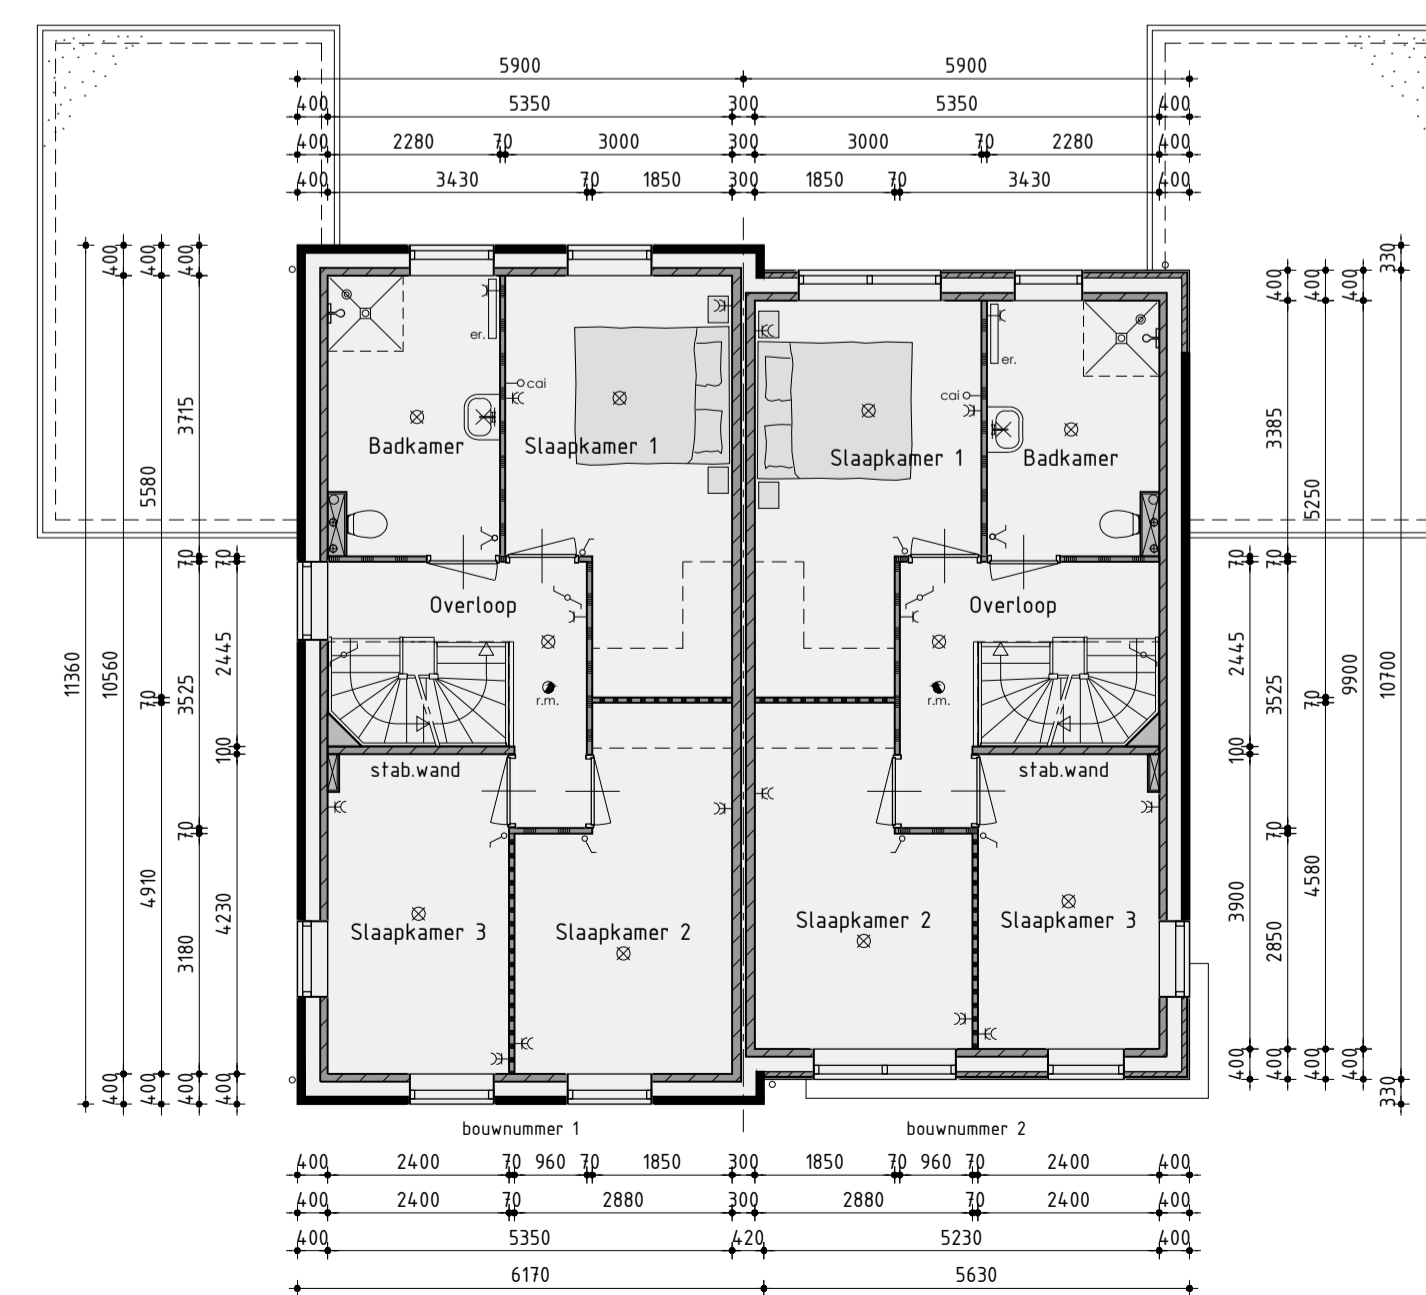 5900 5900
400 5350 300 5350 400
400 2280 70 3000 300 3000 70 2280 400
400 3430 70 1850 300 1850 70 3430 400
400 400 400 330
400 400 400
er. er.
cai cai
3715 3385
Badkamer Slaapkamer 1 Slaapkamer 1 Badkamer
5580 5250
70 70 70 70
Overloop Overloop
11360 10560 2445 2445 9900 10700
70 3525 3525 70
r.m. r.m.
100 100
stab.wand stab.wand
70 70
4910 4580
4230 3900
Slaapkamer 3 Slaapkamer 2 Slaapkamer 2 Slaapkamer 3
3180 2850
400 400 400 400
400 400 400 400 330
bouwnummer 1 bouwnummer 2
400 2400 70 960 70 1850 300 1850 70 960 70 2400 400
400 2400 70 2880 300 2880 70 2400 400
400 5350 420 5230 400
6170 5630